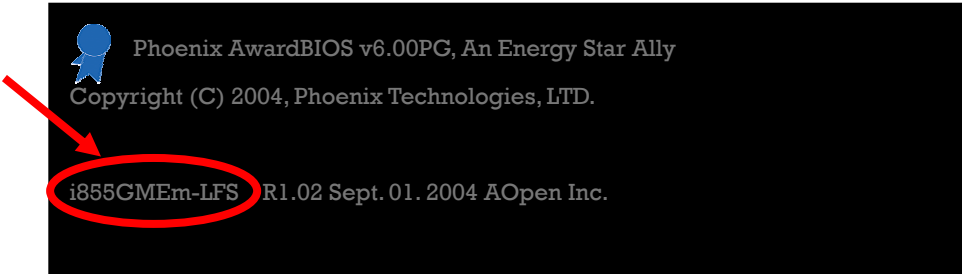 Phoenix AwardBIOS v6.00PG, An Energy Star Ally
Copyright (C) 2004, Phoenix Technologies, LTD.
i855GMEm-LFS R1.02 Sept. 01. 2004 AOpen Inc.